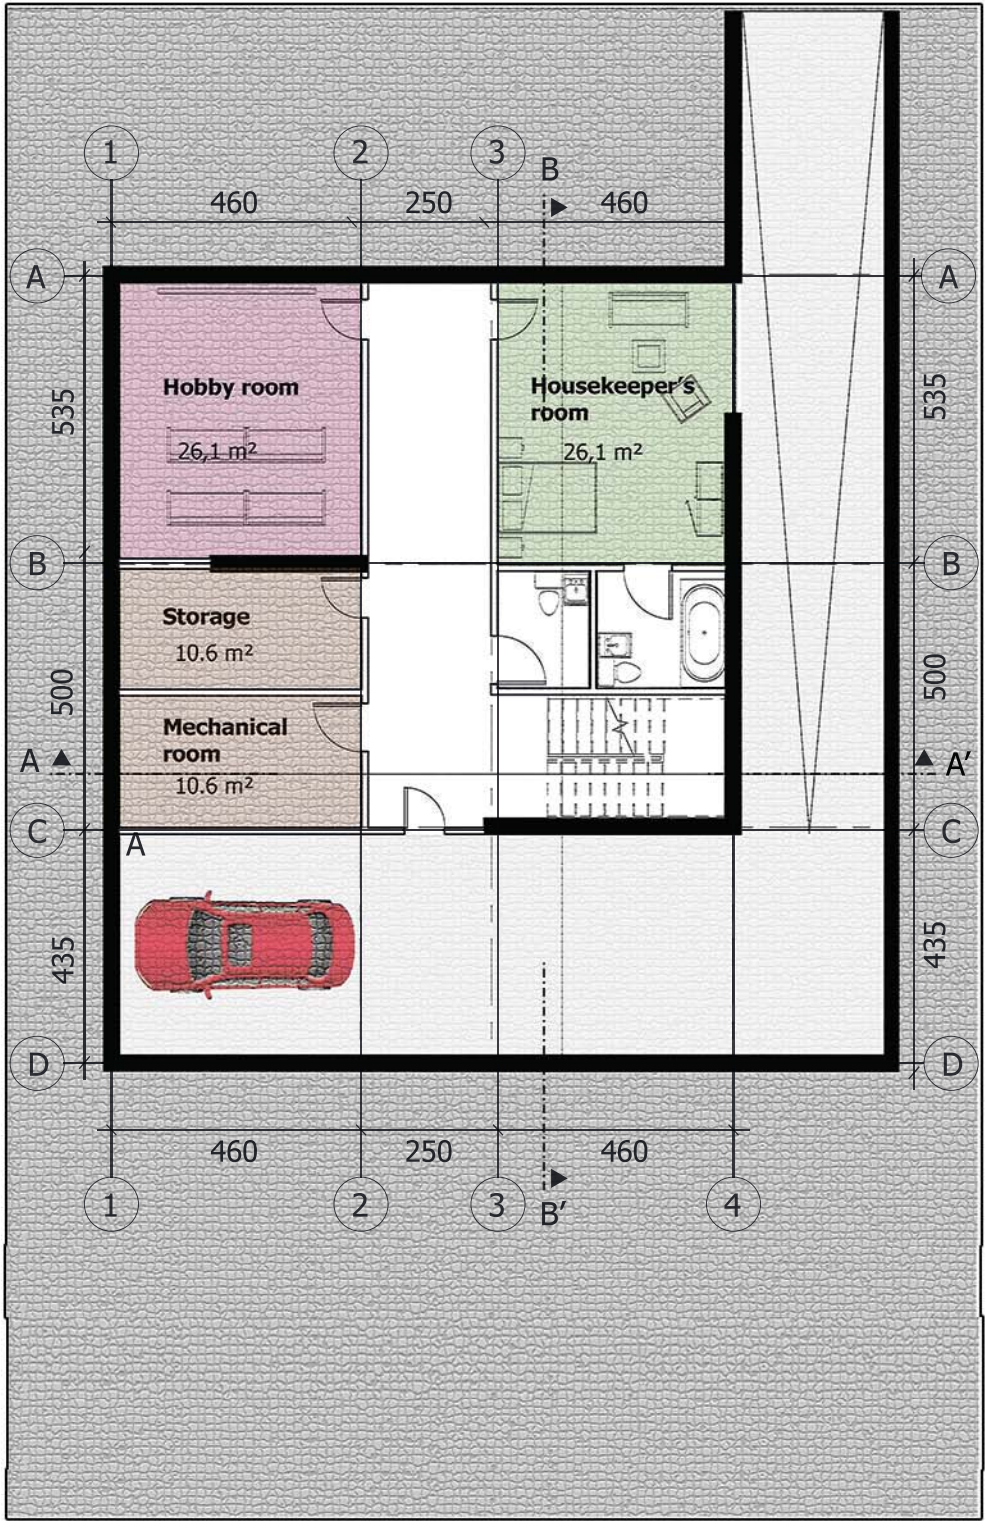 1
2
3
B
460
250
460
A
A
Hobby room
26,1 m²
Housekeeper's
room
26,1 m²
535
535
B
B
Storage
10.6 m²
500
500
Mechanical
room
10.6 m²
A
A'
C
C
A
435
435
D
D
460
250
460
1
2
3
B'
4